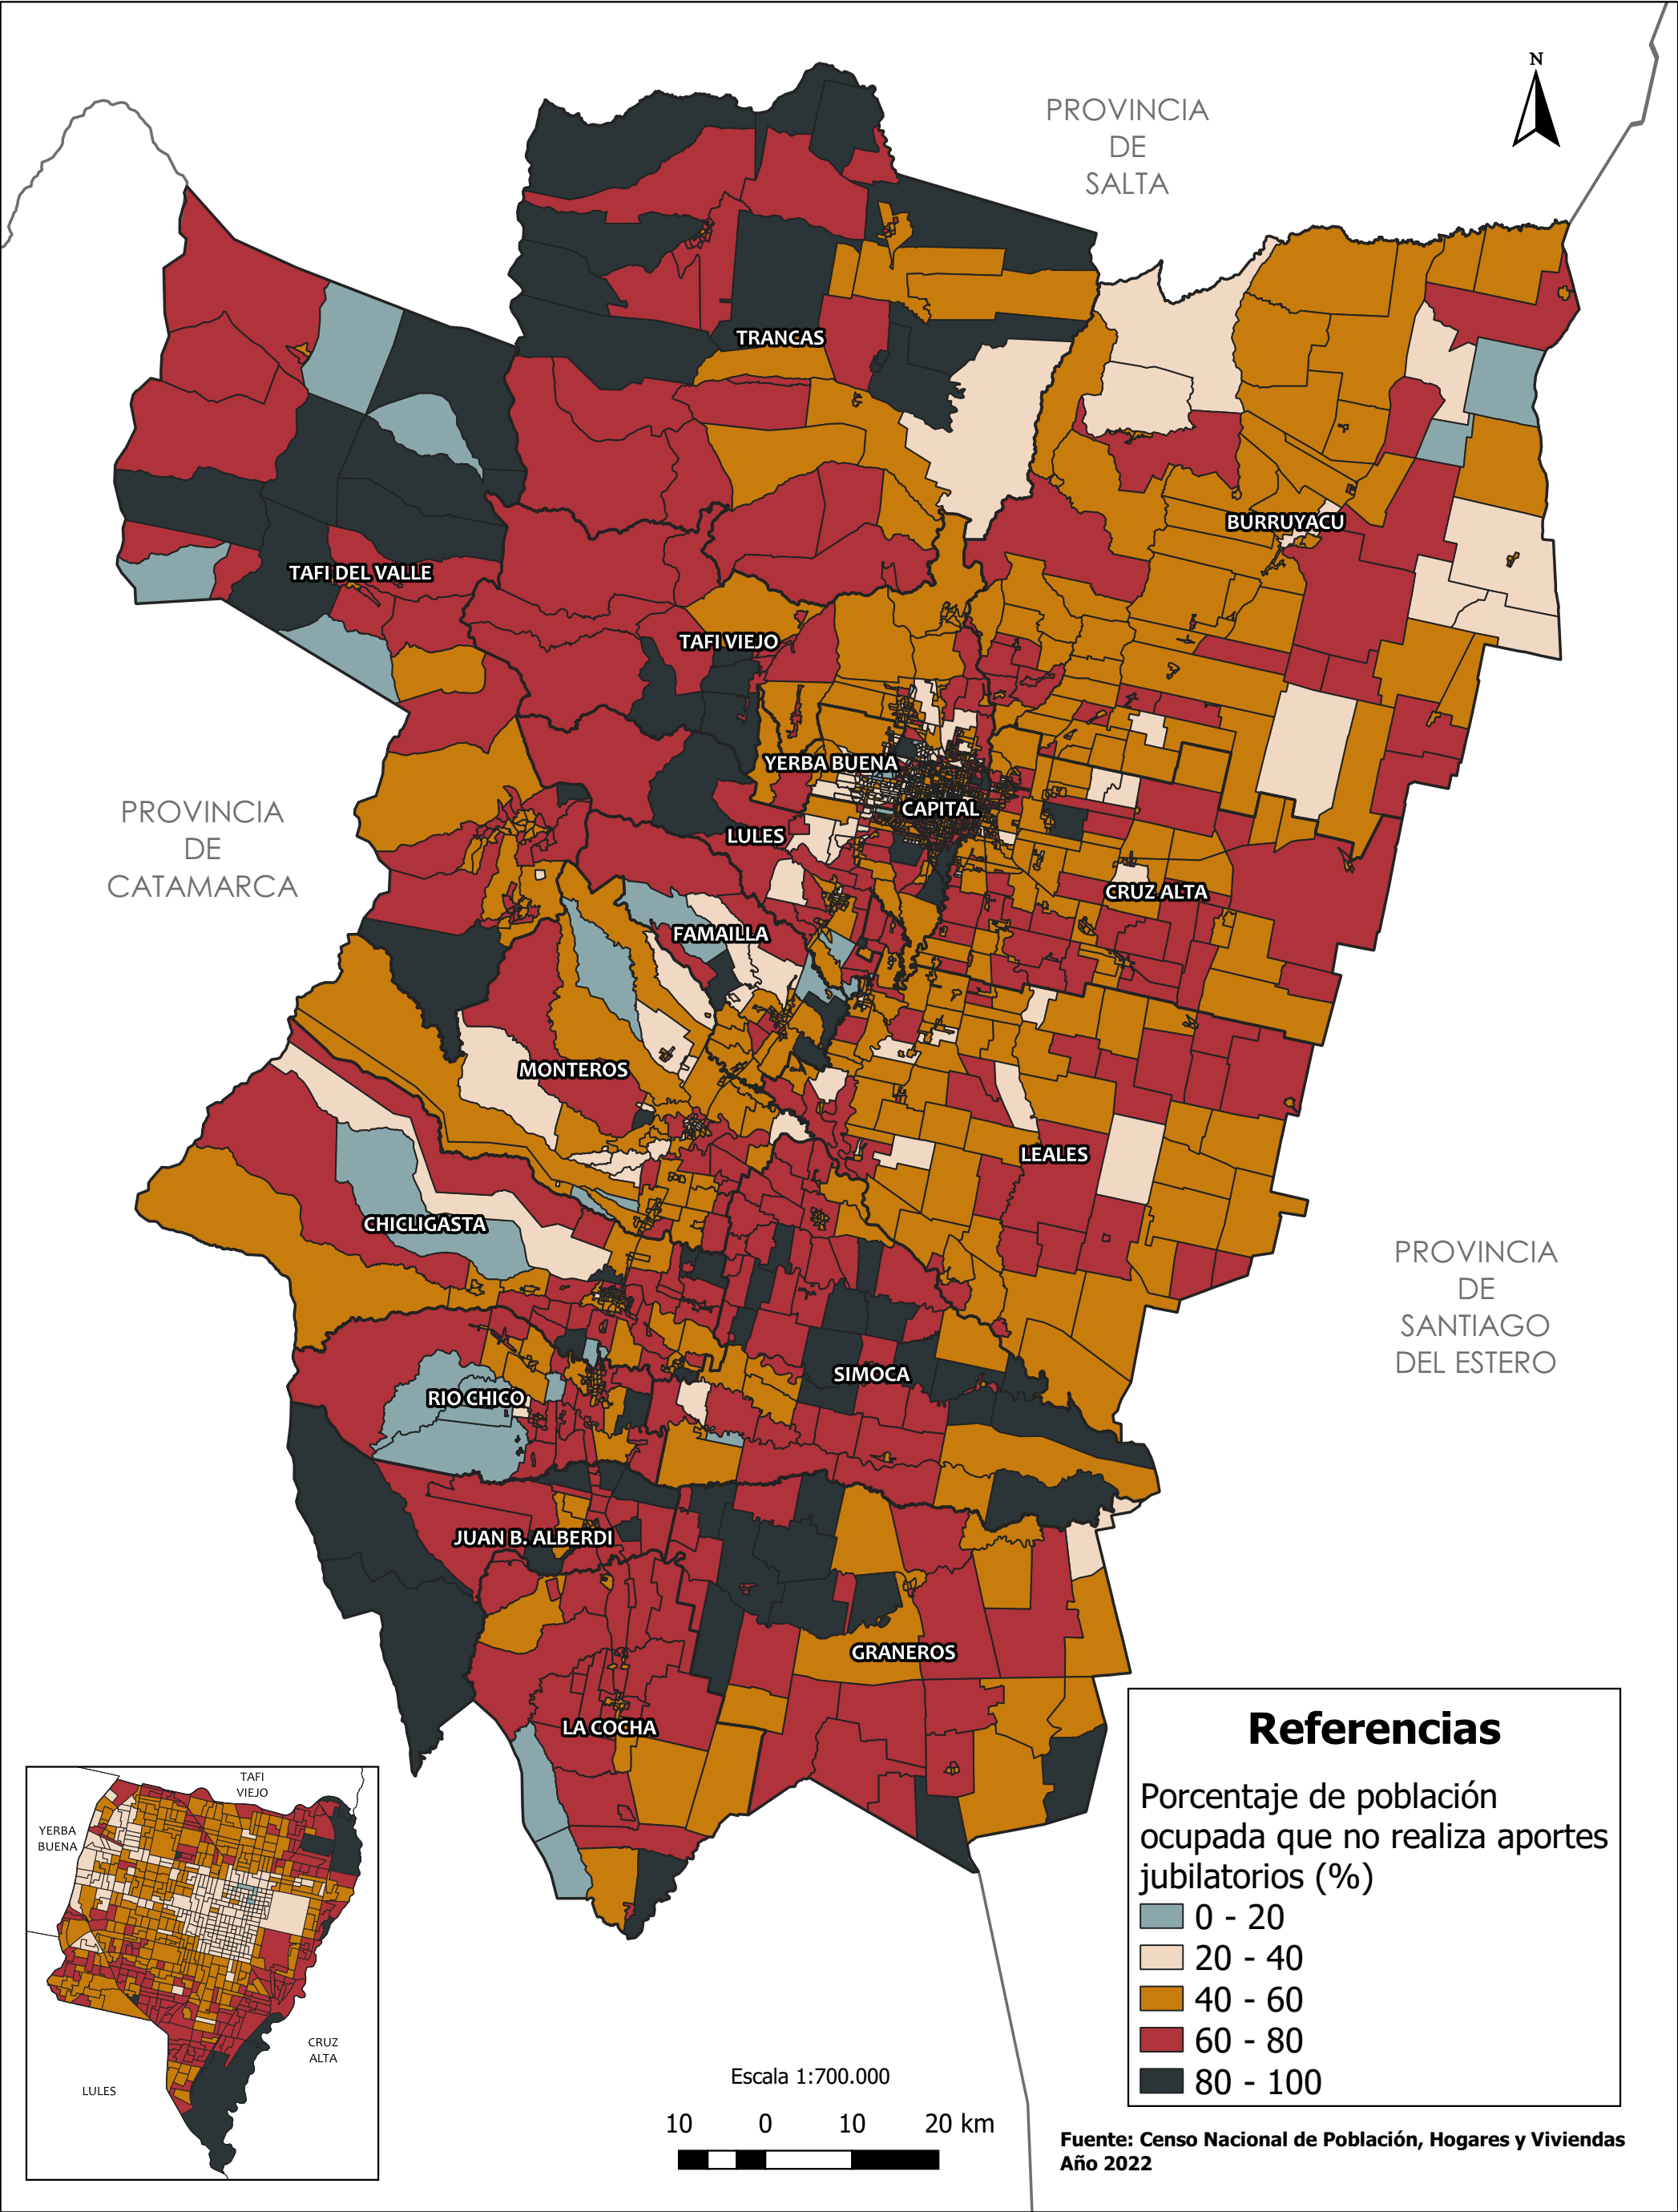 N
PROVINCIA
DE
SALTA
TRANCAS
BURRUYACU
TAFI DEL VALLE
TAFI VIEJO
YERBA BUENA
CAPITAL
LULES
PROVINCIA
DE
CATAMARCA
CRUZ ALTA
FAMAILLA
MONTEROS
LEALES
CHICLIGASTA
PROVINCIA
DE
SANTIAGO
DEL ESTERO
SIMOCA
RIO CHICO
JUAN B. ALBERDI
GRANEROS
LA COCHA
TAFI
VIEJO
YERBA
BUENA
CRUZ
ALTA
LULES
Referencias
Porcentaje de población
ocupada que no realiza aportes
jubilatorios (%)
0 - 20
20 - 40
40 - 60
60 - 80
80 - 100
Escala 1:700.000
10 0 10 20 km
Fuente: Censo Nacional de Población, Hogares y Viviendas
Año 2022